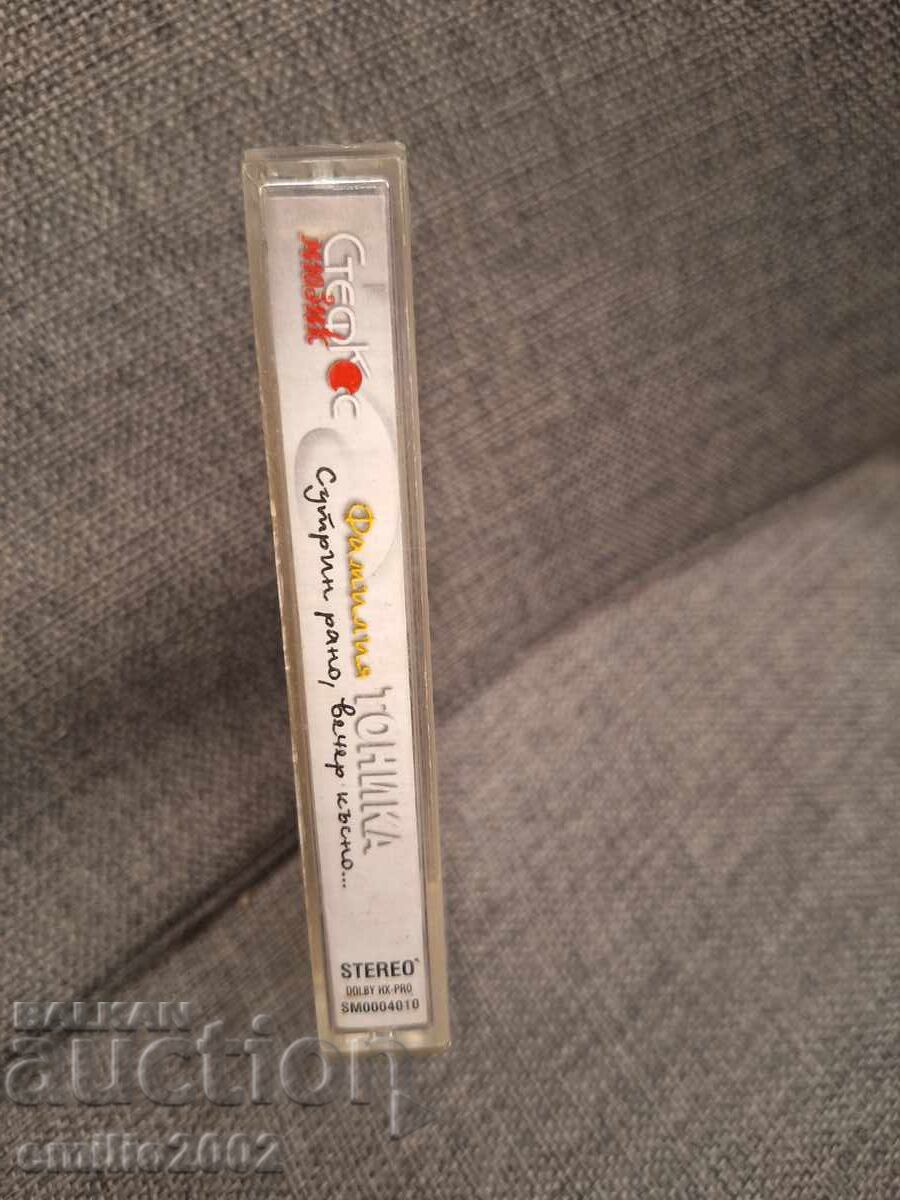 Стефкос
мюзик
Фамилия ТОНИКА
Сутрин рано, вечер късно...
STEREO
DOLBY HX-PRO
SM0004010
BALKAN
auction
emilio2002